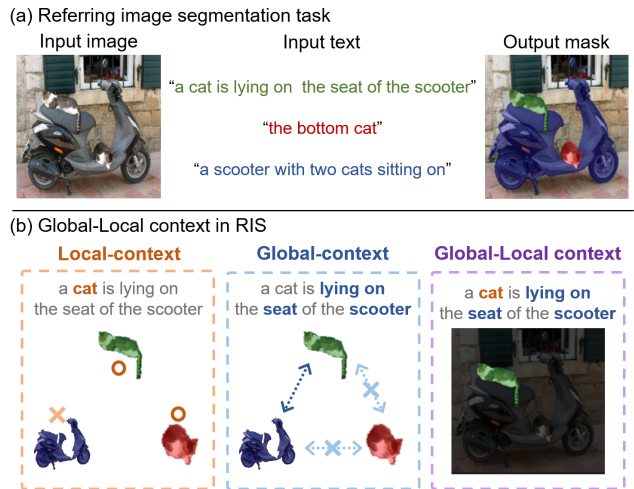 (a) Referring image segmentation task
Input image
Input text
Output mask
“a cat is lying on the seat of the scooter”
“the bottom cat”
“a scooter with two cats sitting on”
(b) Global-Local context in RIS
Local-context
Global-context
Global-Local context
a cat is lying on
the seat of the scooter
a cat is lying on
the seat of the scooter
a cat is lying on
the seat of the scooter